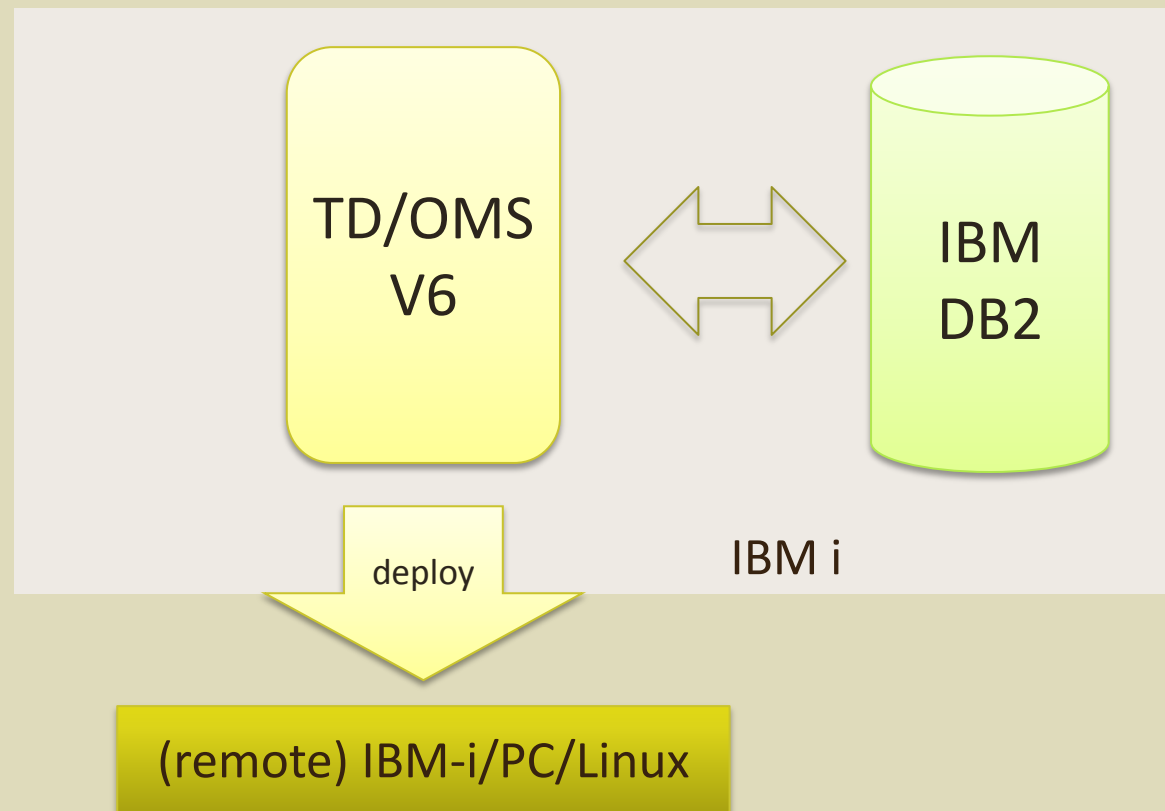 TD/OMS
V6
IBM
DB2
IBM i
deploy
(remote) IBM-i/PC/Linux